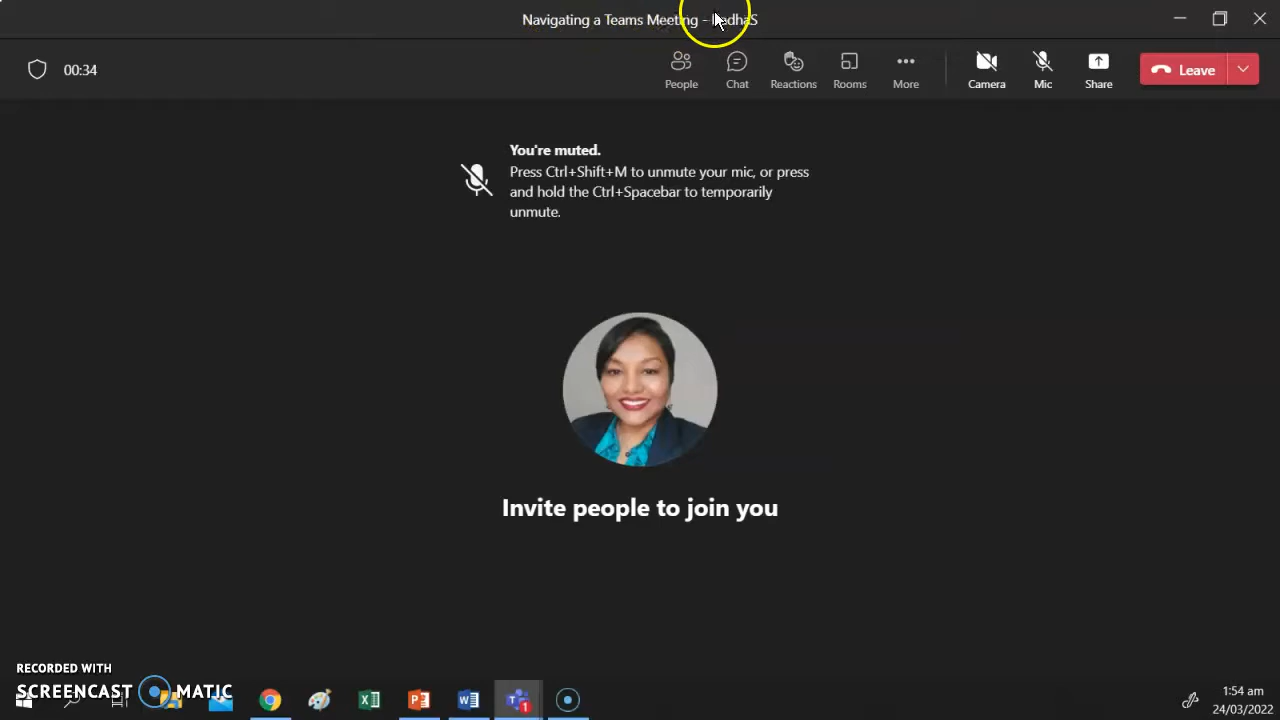 Navigating a Teams Meeting -
00:34
People
Chat
Reactions
Rooms
More
Camera
Mic
Share
Leave
You're muted.
Press Ctrl+Shift+M to unmute your mic, or press
and hold the Ctrl+Spacebar to temporarily
unmute.
Invite people to join you
RECORDED WITH
SCREENCAST MATIC
1
1:54 am
24/03/2022